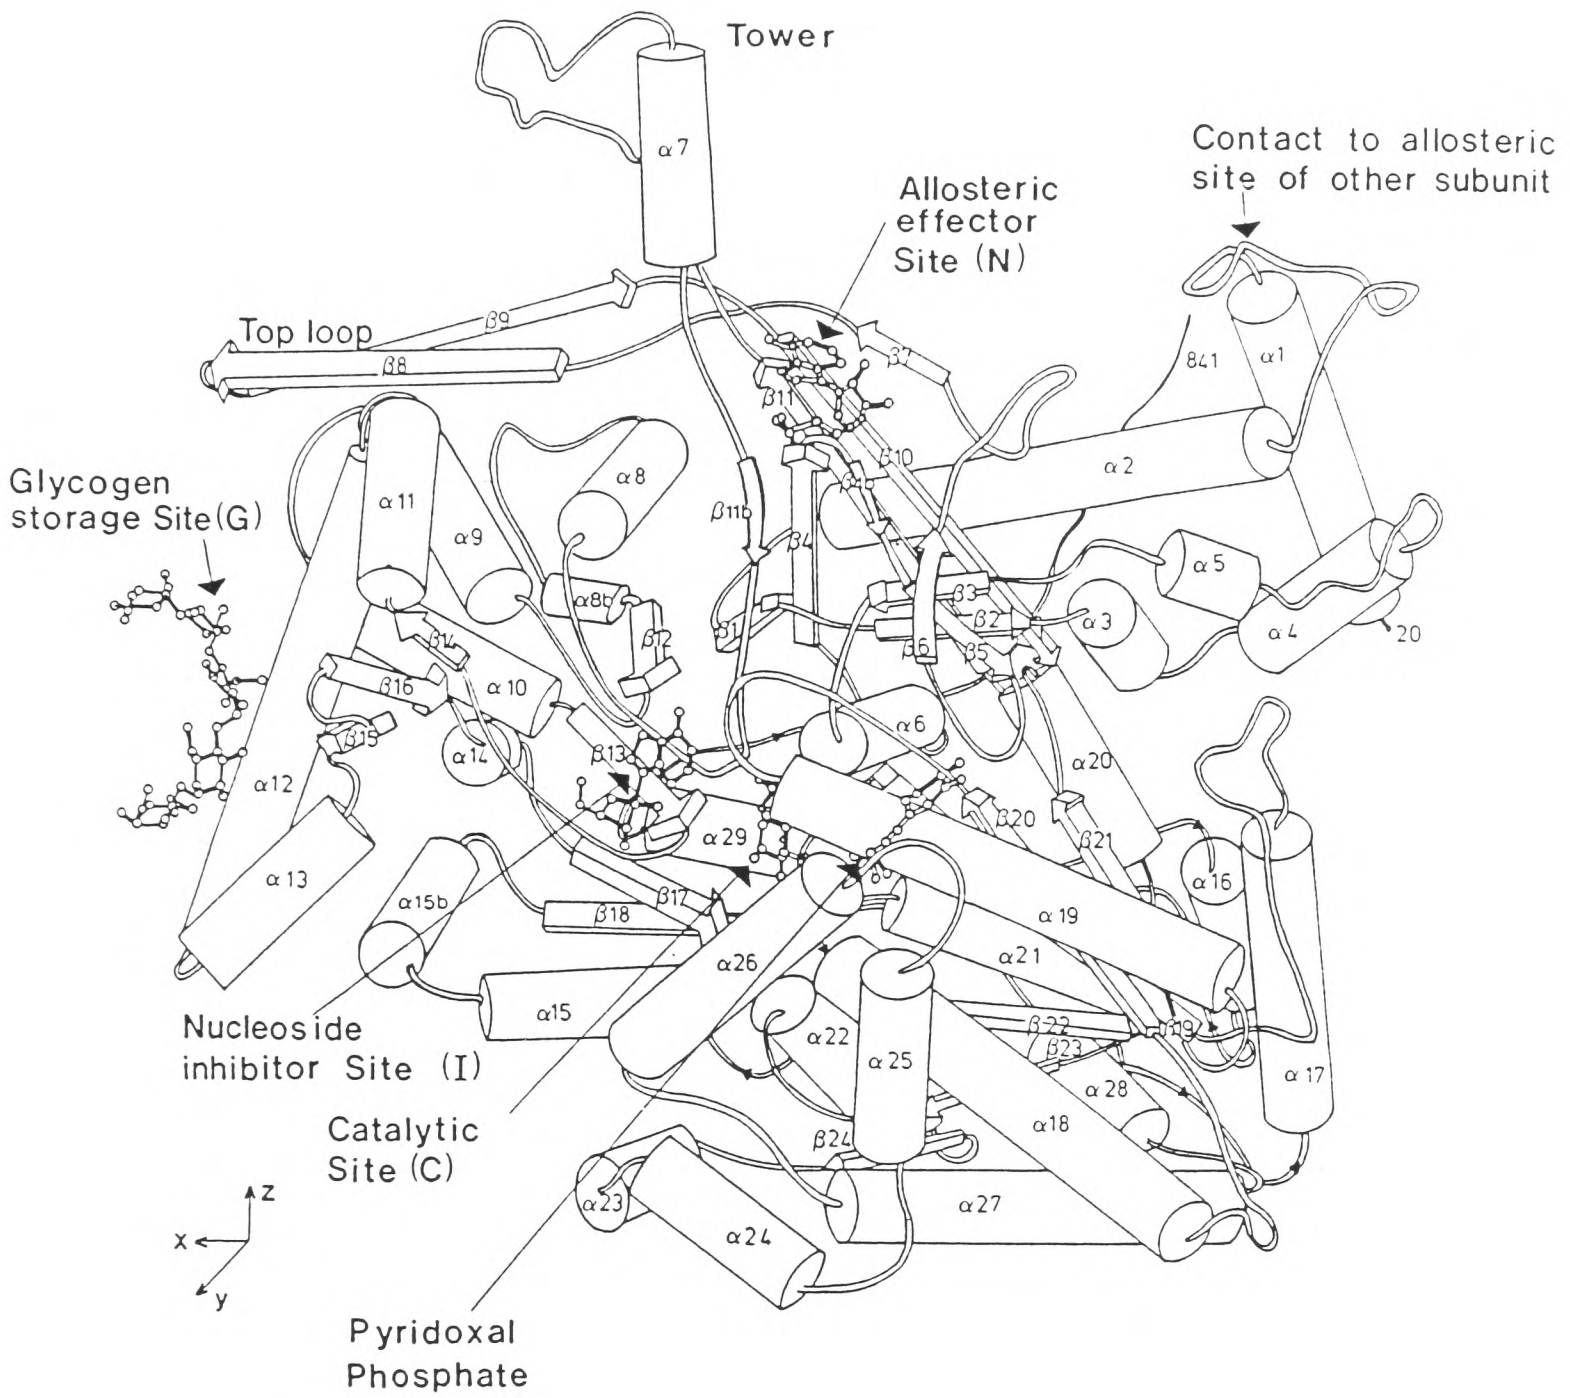 Tower
α7
Contact to allosteric
site of other subunit
Allosteric
effector
Site (N)
Top loop
β9
β8
β7
841
α1
β11
α2
β10
α8
Glycogen
storage Site(G)
α11
α9
β11b
β4
α5
α8b
β3
β2
α3
β1
β12
β14
β6
β5
α4
20
β16
α10
α6
β15
α14
β13
α12
α20
β20
β21
α29
α13
α16
α15b
β17
β18
α19
α26
α21
α15
Nucleoside
inhibitor Site (I)
α22
β22
β19
β23
α25
α28
α17
α18
Catalytic
Site (C)
β24
α23
α27
α24
z
x
y
Pyridoxal
Phosphate